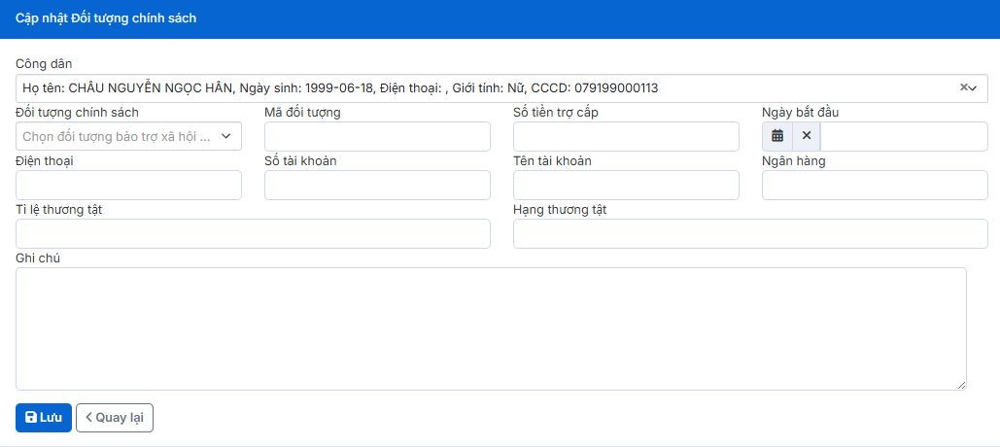 Cập nhật Đối tượng chính sách
Công dân
Họ tên: CHÂU NGUYỄN NGỌC HÂN, Ngày sinh: 1999-06-18, Điện thoại: , Giới tính: Nữ, CCCD: 079199000113
Đối tượng chính sách Mã đối tượng Số tiền trợ cấp Ngày bắt đầu
Chọn đối tượng bảo trợ xã hội ...
Điện thoại Số tài khoản Tên tài khoản Ngân hàng
Tỉ lệ thương tật Hạng thương tật
Ghi chú
Lưu Quay lại